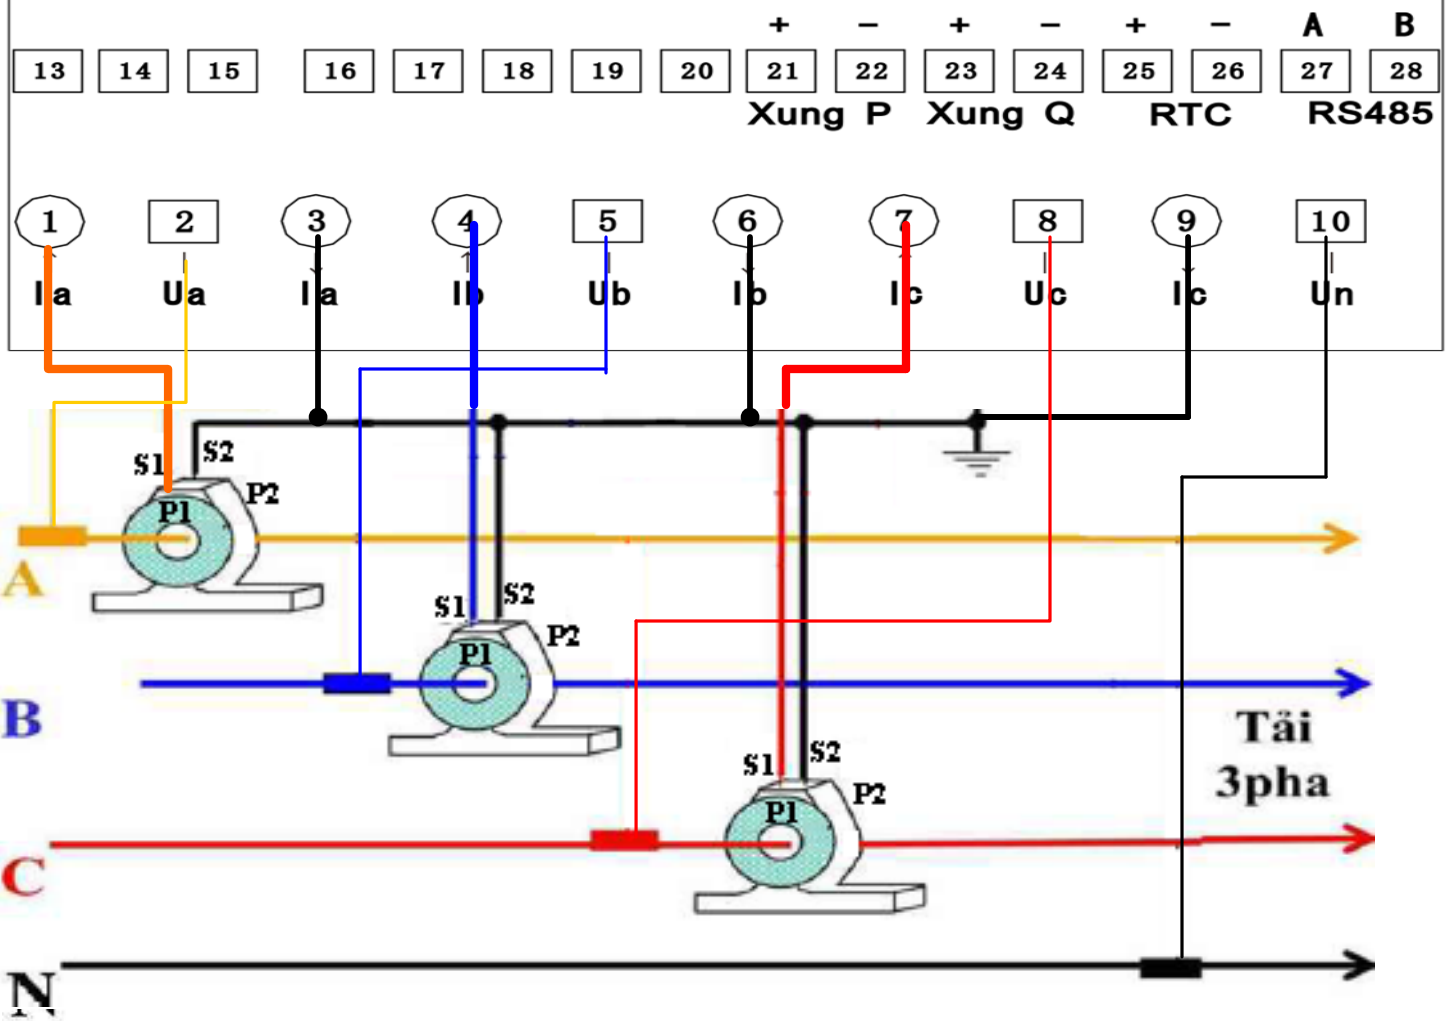 + − + − + − A B
13 14 15 16 17 18 19 20 21 22 23 24 25 26 27 28
Xung P Xung Q RTC RS485
1 2 3 4 5 6 7 8 9 10
Ia Ua Ia Ib Ub Ib Ic Uc Ic Un
S1 S2
P1 P2
A
S1 S2
P1 P2
B
Tải
3pha
S1 S2
P1 P2
C
N